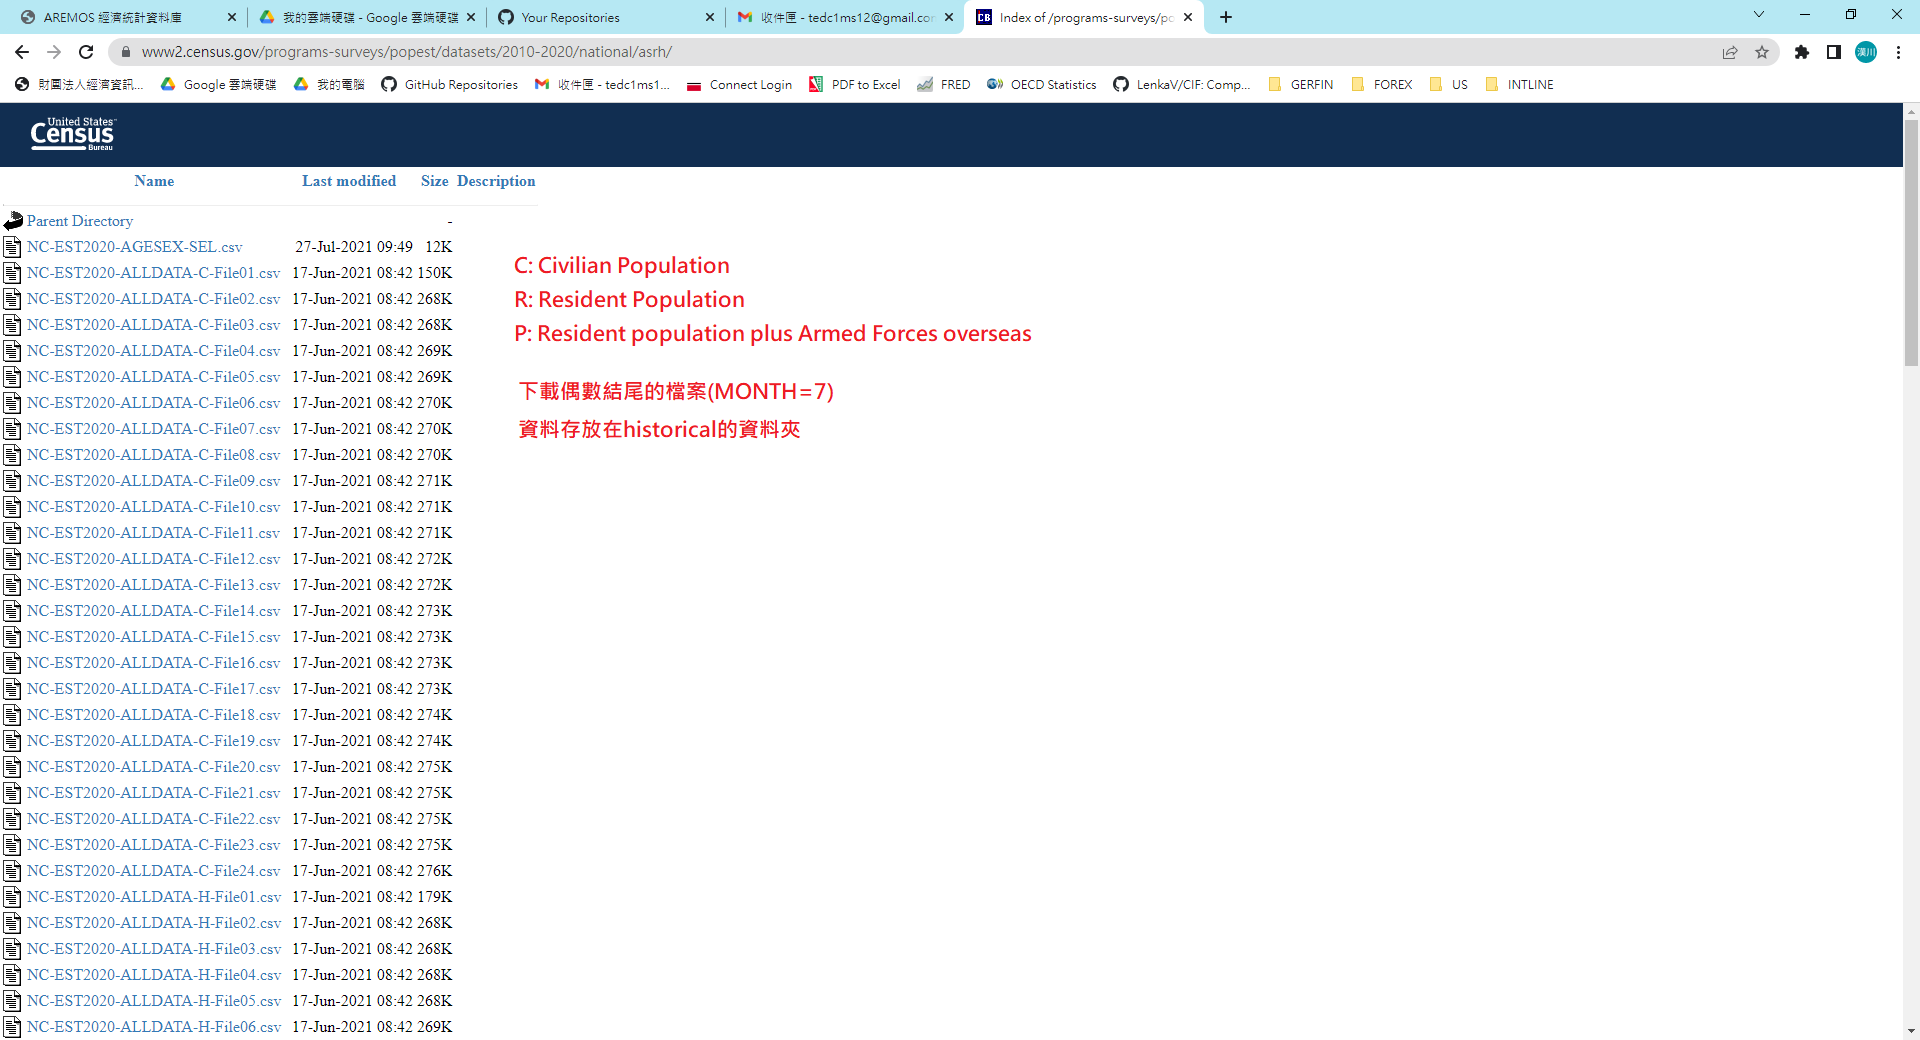 AREMOS 經濟統計資料庫
我的雲端硬碟 - Google 雲端硬碟
Your Repositories
收件匣 - tedc1ms12@gmail.co
Index of /programs-surveys/po
www2.census.gov/programs-surveys/popest/datasets/2010-2020/national/asrh/
漢川
財團法人經濟資訊...
Google 雲端硬碟
我的電腦
GitHub Repositories
收件匣 - tedc1ms1...
Connect Login
PDF to Excel
FRED
OECD Statistics
LenkaV/CIF: Comp...
GERFIN
FOREX
US
INTLINE
United States™
Census
Bureau
Name Last modified Size Description
Parent Directory -
NC-EST2020-AGESEX-SEL.csv 27-Jul-2021 09:49 12K
NC-EST2020-ALLDATA-C-File01.csv 17-Jun-2021 08:42 150K
NC-EST2020-ALLDATA-C-File02.csv 17-Jun-2021 08:42 268K
NC-EST2020-ALLDATA-C-File03.csv 17-Jun-2021 08:42 268K
NC-EST2020-ALLDATA-C-File04.csv 17-Jun-2021 08:42 269K
NC-EST2020-ALLDATA-C-File05.csv 17-Jun-2021 08:42 269K
NC-EST2020-ALLDATA-C-File06.csv 17-Jun-2021 08:42 270K
NC-EST2020-ALLDATA-C-File07.csv 17-Jun-2021 08:42 270K
NC-EST2020-ALLDATA-C-File08.csv 17-Jun-2021 08:42 270K
NC-EST2020-ALLDATA-C-File09.csv 17-Jun-2021 08:42 271K
NC-EST2020-ALLDATA-C-File10.csv 17-Jun-2021 08:42 271K
NC-EST2020-ALLDATA-C-File11.csv 17-Jun-2021 08:42 271K
NC-EST2020-ALLDATA-C-File12.csv 17-Jun-2021 08:42 272K
NC-EST2020-ALLDATA-C-File13.csv 17-Jun-2021 08:42 272K
NC-EST2020-ALLDATA-C-File14.csv 17-Jun-2021 08:42 273K
NC-EST2020-ALLDATA-C-File15.csv 17-Jun-2021 08:42 273K
NC-EST2020-ALLDATA-C-File16.csv 17-Jun-2021 08:42 273K
NC-EST2020-ALLDATA-C-File17.csv 17-Jun-2021 08:42 273K
NC-EST2020-ALLDATA-C-File18.csv 17-Jun-2021 08:42 274K
NC-EST2020-ALLDATA-C-File19.csv 17-Jun-2021 08:42 274K
NC-EST2020-ALLDATA-C-File20.csv 17-Jun-2021 08:42 275K
NC-EST2020-ALLDATA-C-File21.csv 17-Jun-2021 08:42 275K
NC-EST2020-ALLDATA-C-File22.csv 17-Jun-2021 08:42 275K
NC-EST2020-ALLDATA-C-File23.csv 17-Jun-2021 08:42 275K
NC-EST2020-ALLDATA-C-File24.csv 17-Jun-2021 08:42 276K
NC-EST2020-ALLDATA-H-File01.csv 17-Jun-2021 08:42 179K
NC-EST2020-ALLDATA-H-File02.csv 17-Jun-2021 08:42 268K
NC-EST2020-ALLDATA-H-File03.csv 17-Jun-2021 08:42 268K
NC-EST2020-ALLDATA-H-File04.csv 17-Jun-2021 08:42 268K
NC-EST2020-ALLDATA-H-File05.csv 17-Jun-2021 08:42 268K
NC-EST2020-ALLDATA-H-File06.csv 17-Jun-2021 08:42 269K
C: Civilian Population
R: Resident Population
P: Resident population plus Armed Forces overseas
下載偶數結尾的檔案(MONTH=7)
資料存放在historical的資料夾